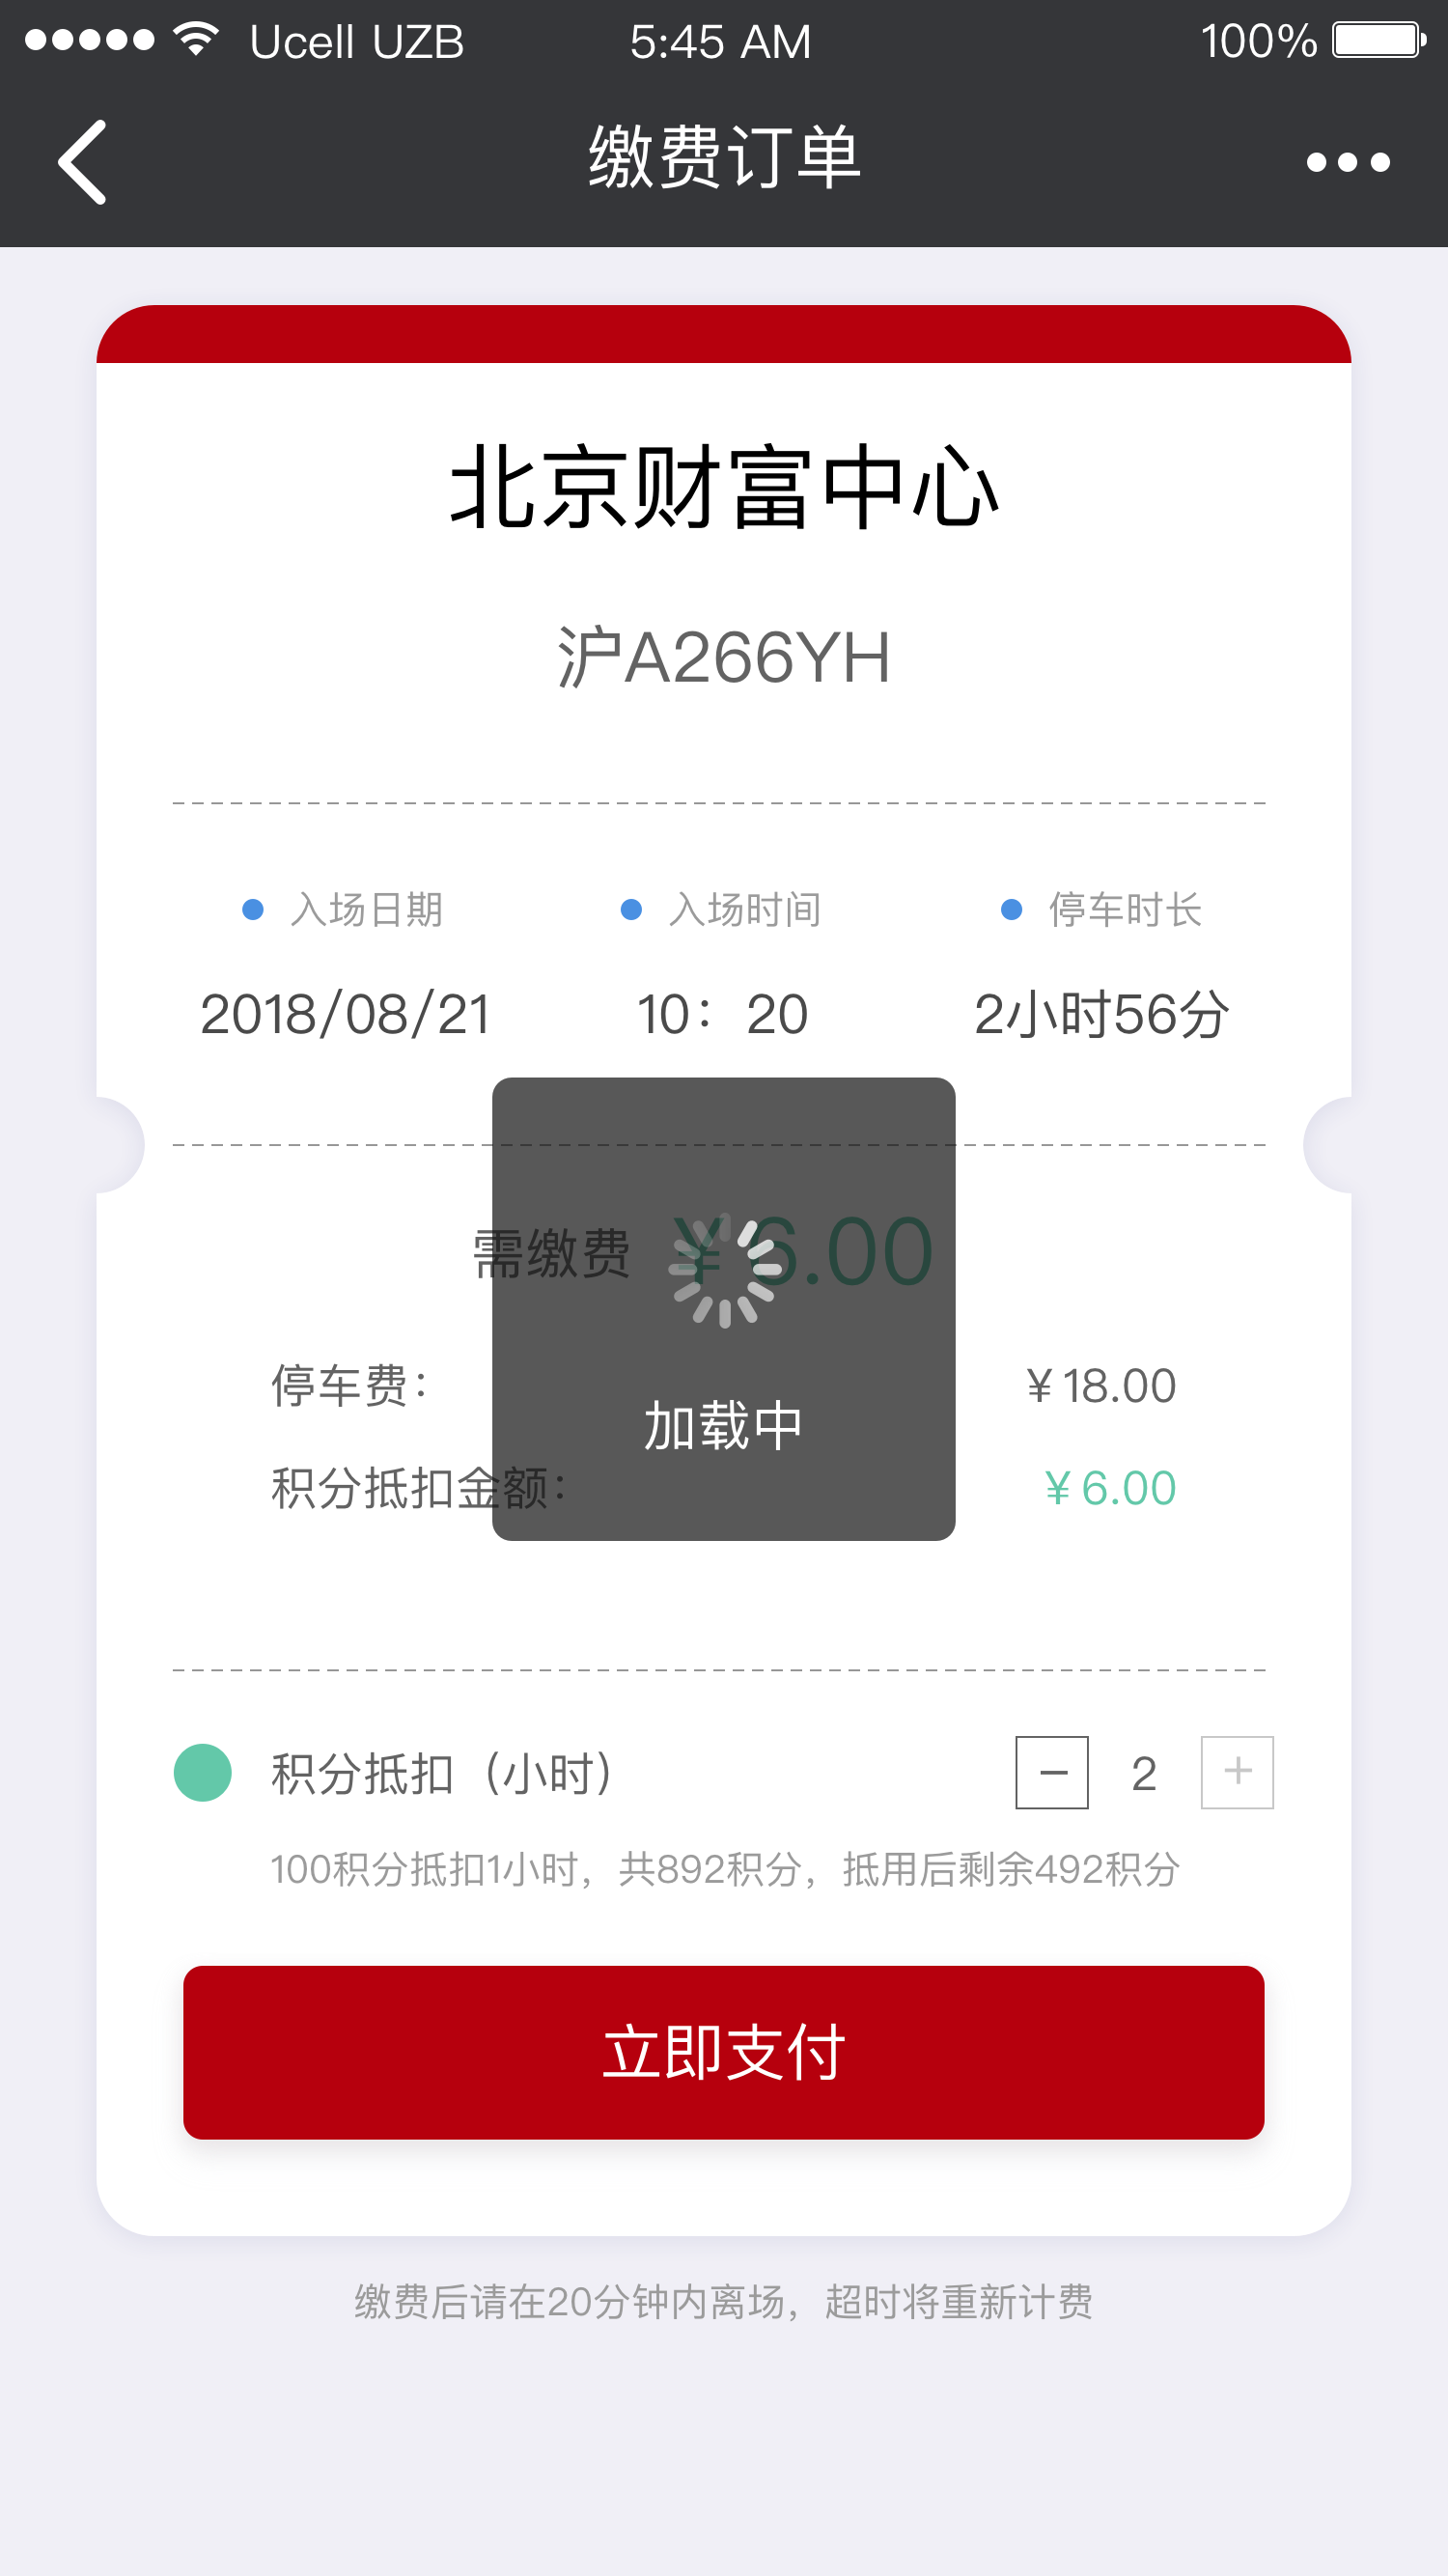 Ucell UZB 5:45 AM 100%
缴费订单
北京财富中心
沪A266YH
入场日期 入场时间 停车时长
2018/08/21 10：20 2小时56分
需缴费 ¥6.00
停车费： ¥18.00
加载中
积分抵扣金额： ¥6.00
积分抵扣（小时） － 2 +
100积分抵扣1小时，共892积分，抵用后剩余492积分
立即支付
缴费后请在20分钟内离场，超时将重新计费